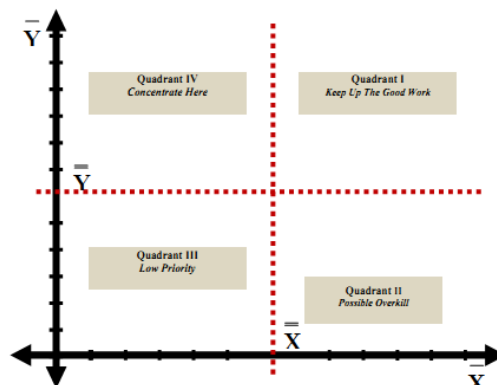 Y̅
Quadrant IV
Concentrate Here
Quadrant I
Keep Up The Good Work
Y̿
Quadrant III
Low Priority
Quadrant II
Possible Overkill
X̿
X̅